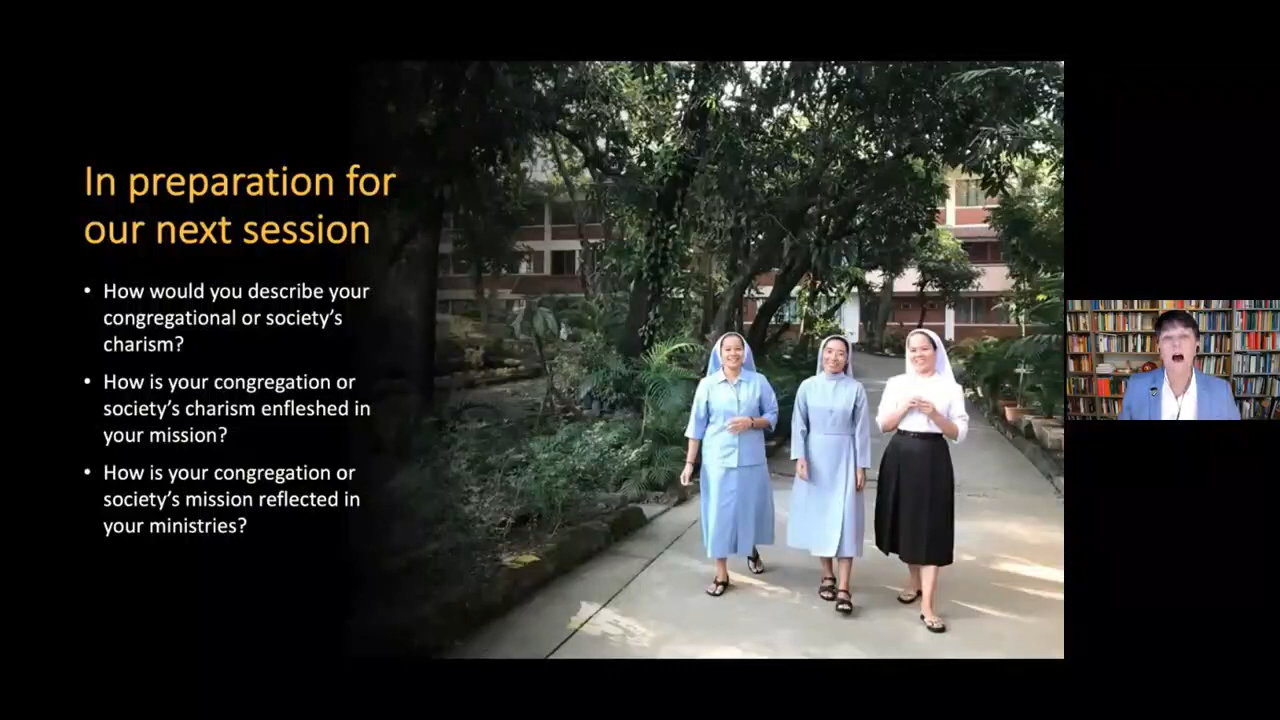 In preparation for
our next session
• How would you describe your
congregational or society's
charism?
• How is your congregation or
society's charism enfleshed in
your mission?
• How is your congregation or
society's mission reflected in
your ministries?